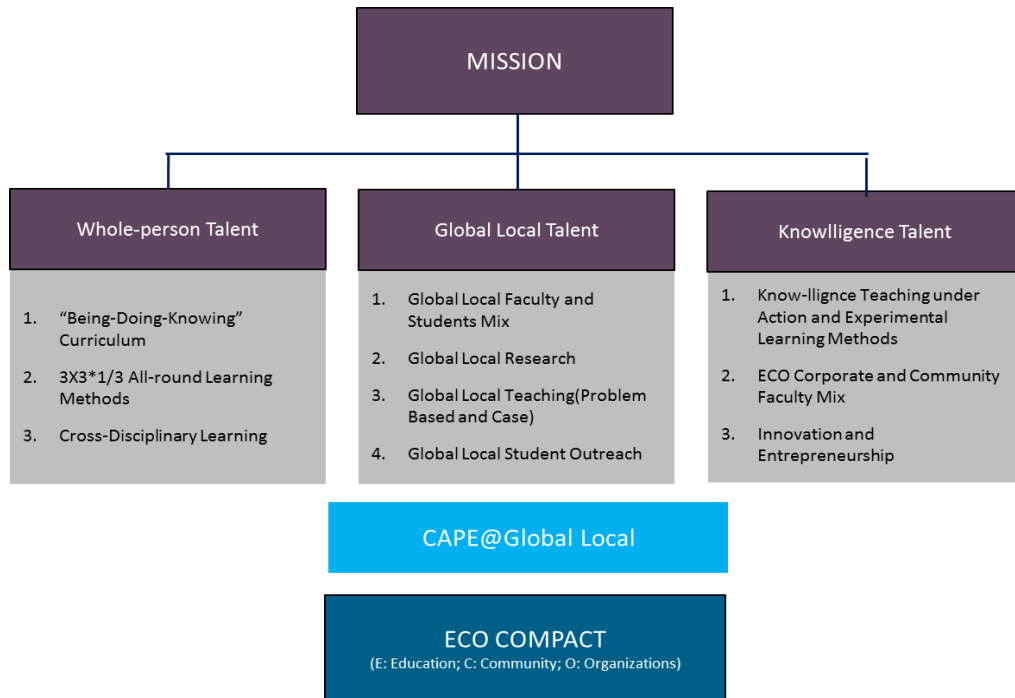 MISSION
Whole-person Talent
1. “Being-Doing-Knowing”
Curriculum
2. 3X3*1/3 All-round Learning
Methods
3. Cross-Disciplinary Learning
Global Local Talent
1. Global Local Faculty and
Students Mix
2. Global Local Research
3. Global Local Teaching(Problem
Based and Case)
4. Global Local Student Outreach
Knowlligence Talent
1. Know-llignce Teaching under
Action and Experimental
Learning Methods
2. ECO Corporate and Community
Faculty Mix
3. Innovation and
Entrepreneurship
CAPE@Global Local
ECO COMPACT
(E: Education; C: Community; O: Organizations)